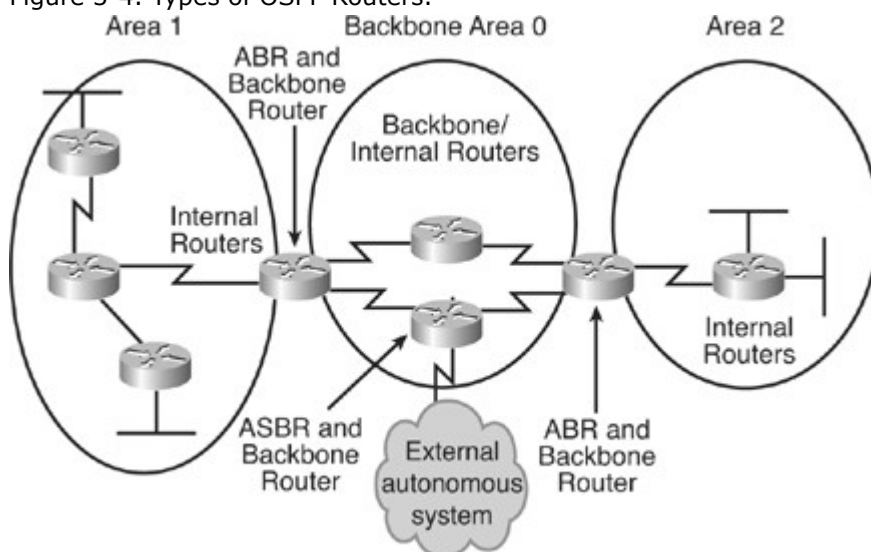 Figure 3-4. Types of OSPF Routers.
Area 1
Backbone Area 0
Area 2
ABR and
Backbone
Router
Backbone/
Internal Routers
Internal
Routers
Internal
Routers
ASBR and
Backbone
Router
External
autonomous
system
ABR and
Backbone
Router